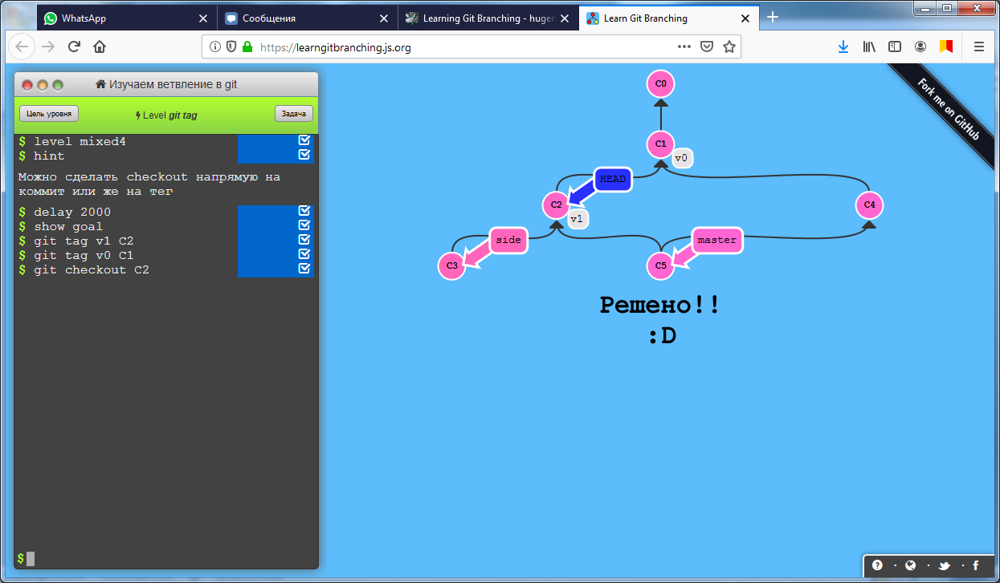 WhatsApp
Сообщения
Learning Git Branching - huger
Learn Git Branching
https://learngitbranching.js.org
Изучаем ветвление в git
Цель уровня
Level git tag
Задача
$ level mixed4
$ hint
Можно сделать checkout напрямую на
коммит или же на тег
$ delay 2000
$ show goal
$ git tag v1 C2
$ git tag v0 C1
$ git checkout C2
$
C0
C1
v0
HEAD
C2
v1
C4
side
master
C3
C5
Решено!!
:D
Fork me on GitHub